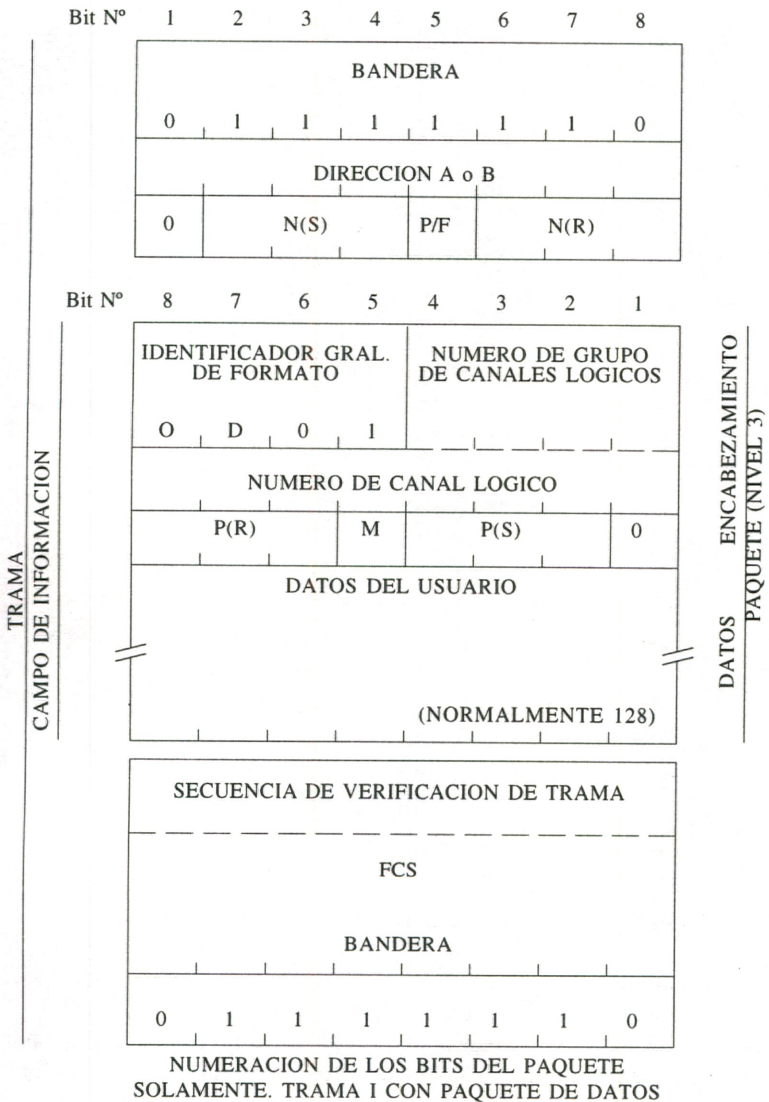 Bit Nº 1 2 3 4 5 6 7 8
BANDERA
0 1 1 1 1 1 1 0
DIRECCION A o B
0 N(S) P/F N(R)
Bit Nº 8 7 6 5 4 3 2 1
IDENTIFICADOR GRAL.
DE FORMATO
NUMERO DE GRUPO
DE CANALES LOGICOS
O D 0 1
NUMERO DE CANAL LOGICO
P(R) M P(S) 0
DATOS DEL USUARIO
(NORMALMENTE 128)
SECUENCIA DE VERIFICACION DE TRAMA
FCS
BANDERA
0 1 1 1 1 1 1 0
TRAMA
CAMPO DE INFORMACION
DATOS ENCABEZAMIENTO
PAQUETE (NIVEL 3)
NUMERACION DE LOS BITS DEL PAQUETE
SOLAMENTE. TRAMA I CON PAQUETE DE DATOS